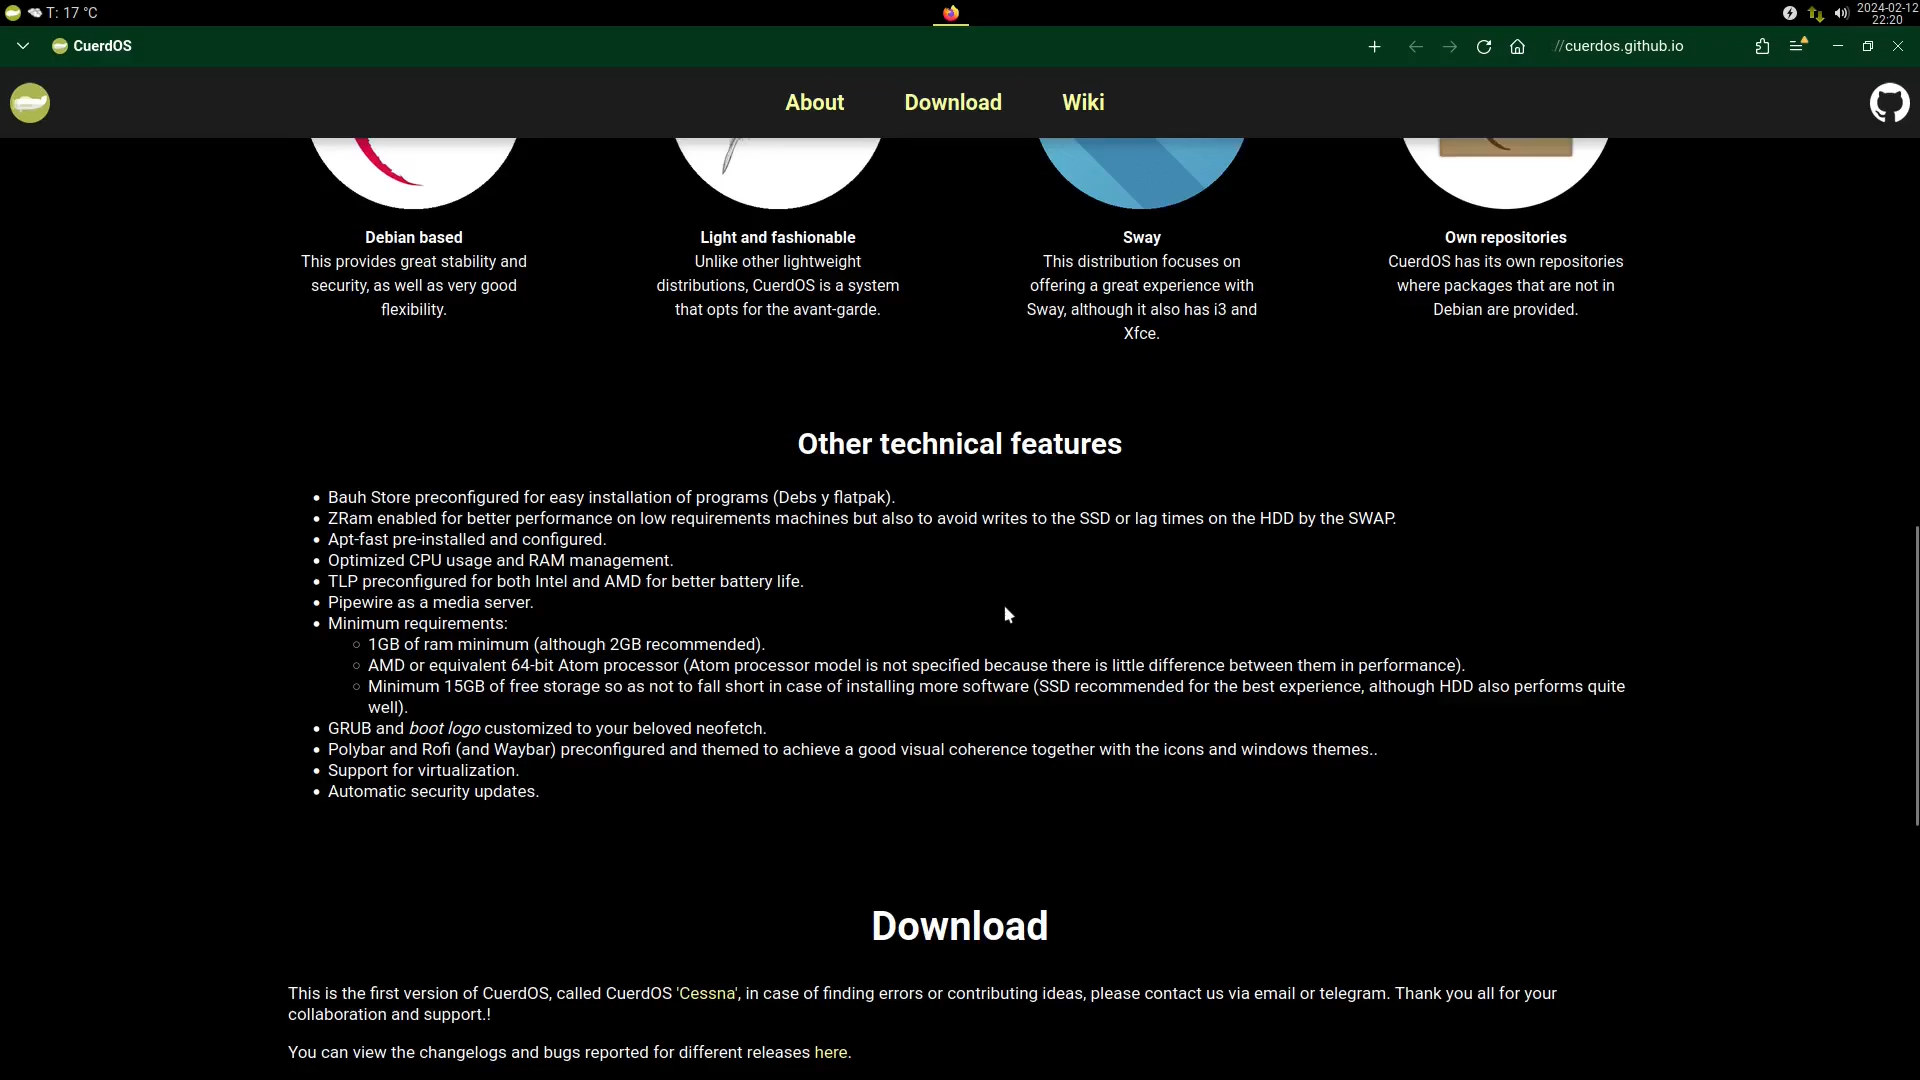 T: 17 °C
2024-02-12
22:20
CuerdOS
//cuerdos.github.io
About
Download
Wiki
Debian based
This provides great stability and
security, as well as very good
flexibility.
Light and fashionable
Unlike other lightweight
distributions, CuerdOS is a system
that opts for the avant-garde.
Sway
This distribution focuses on
offering a great experience with
Sway, although it also has i3 and
Xfce.
Own repositories
CuerdOS has its own repositories
where packages that are not in
Debian are provided.
Other technical features
Bauh Store preconfigured for easy installation of programs (Debs y flatpak).
ZRam enabled for better performance on low requirements machines but also to avoid writes to the SSD or lag times on the HDD by the SWAP.
Apt-fast pre-installed and configured.
Optimized CPU usage and RAM management.
TLP preconfigured for both Intel and AMD for better battery life.
Pipewire as a media server.
Minimum requirements:
1GB of ram minimum (although 2GB recommended).
AMD or equivalent 64-bit Atom processor (Atom processor model is not specified because there is little difference between them in performance).
Minimum 15GB of free storage so as not to fall short in case of installing more software (SSD recommended for the best experience, although HDD also performs quite
well).
GRUB and boot logo customized to your beloved neofetch.
Polybar and Rofi (and Waybar) preconfigured and themed to achieve a good visual coherence together with the icons and windows themes..
Support for virtualization.
Automatic security updates.
Download
This is the first version of CuerdOS, called CuerdOS 'Cessna', in case of finding errors or contributing ideas, please contact us via email or telegram. Thank you all for your
collaboration and support.!
You can view the changelogs and bugs reported for different releases here.